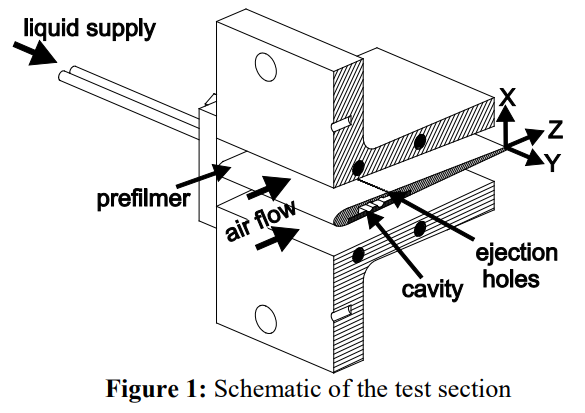 liquid supply
X
Z
Y
prefilmer
air flow
ejection
holes
cavity
Figure 1: Schematic of the test section